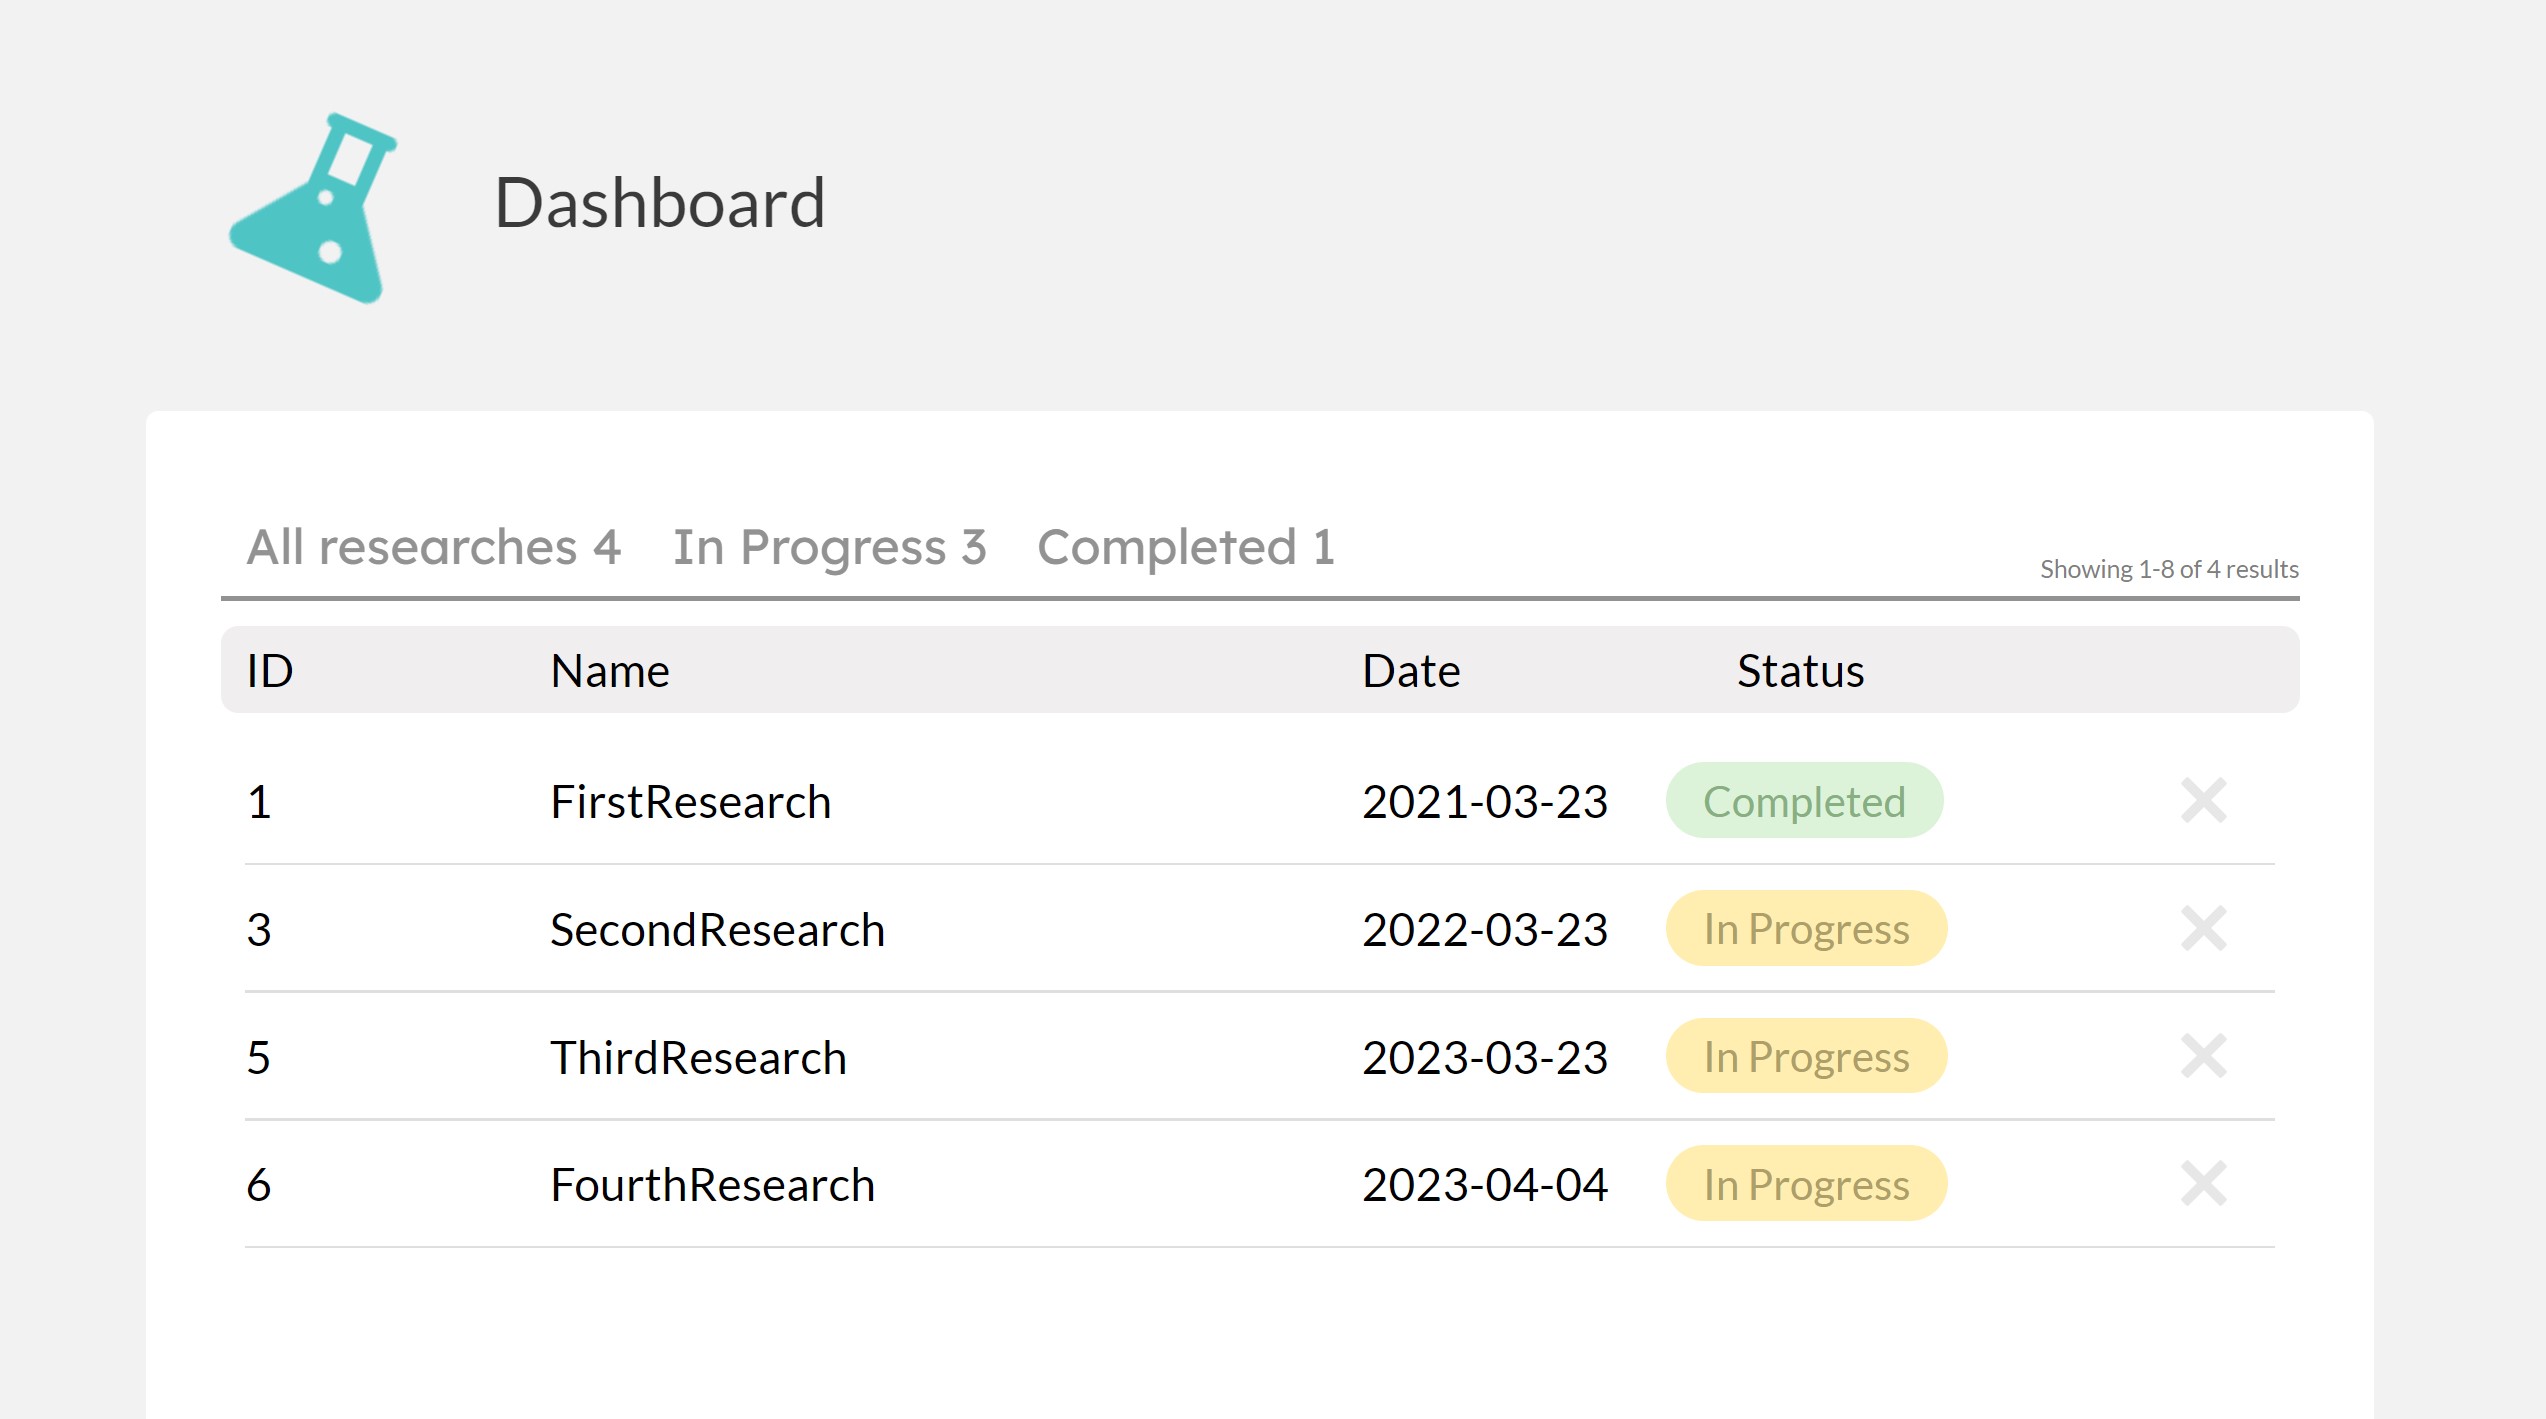 Dashboard
All researches 4 In Progress 3 Completed 1
Showing 1-8 of 4 results
ID Name Date Status
1 FirstResearch 2021-03-23 Completed
3 SecondResearch 2022-03-23 In Progress
5 ThirdResearch 2023-03-23 In Progress
6 FourthResearch 2023-04-04 In Progress